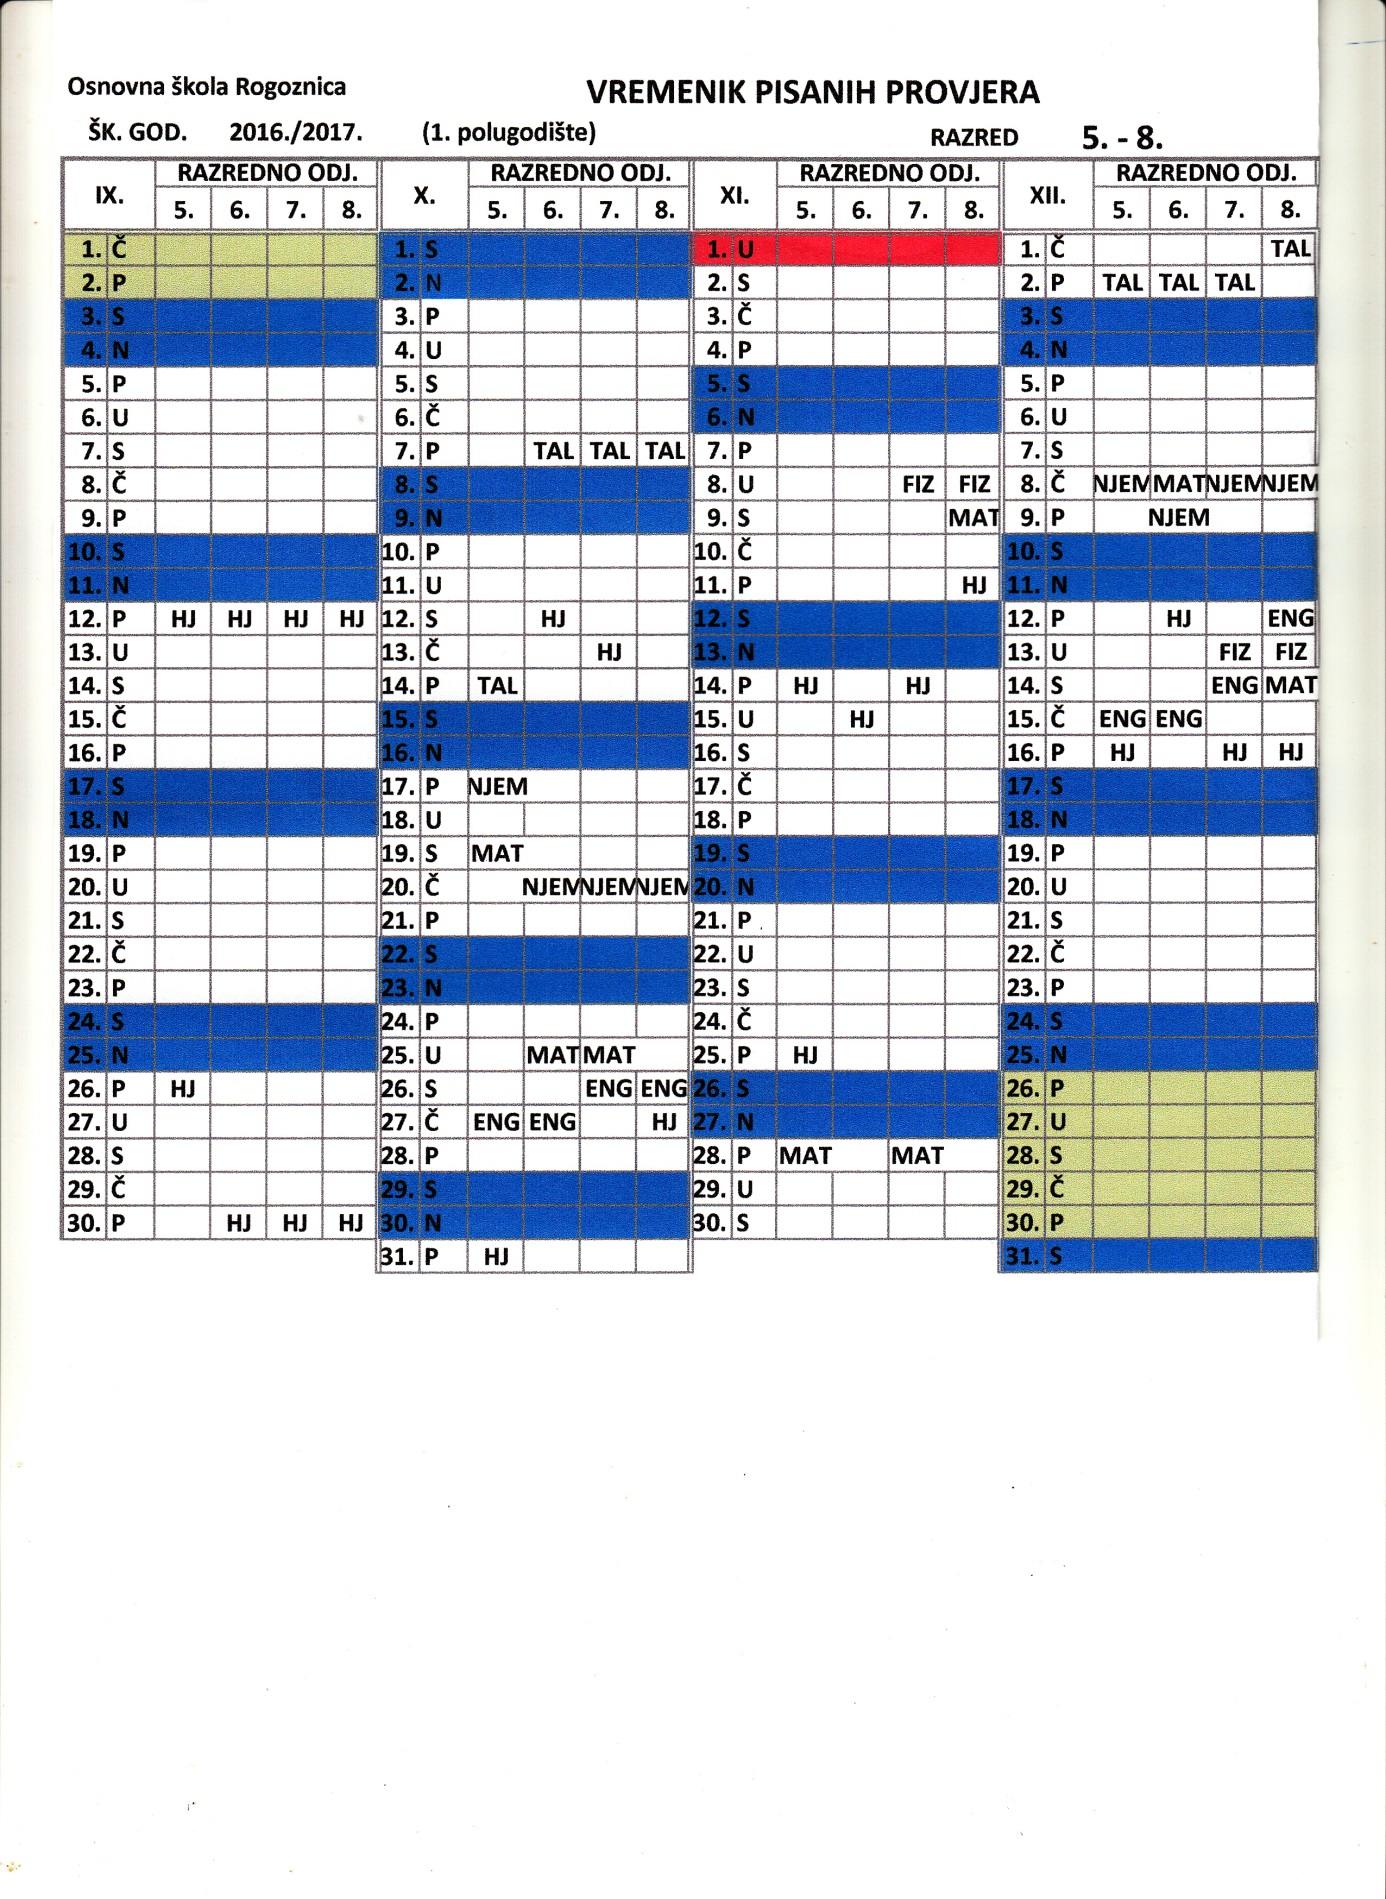 Osnovna škola Rogoznica VREMENIK PISANIH PROVJERA
ŠK. GOD. 2016./2017. (1. polugodište) RAZRED 5. - 8.
IX. RAZREDNO ODJ. X. RAZREDNO ODJ. XI. RAZREDNO ODJ. XII. RAZREDNO ODJ.
5. 6. 7. 8. 5. 6. 7. 8. 5. 6. 7. 8. 5. 6. 7. 8.
1. Č 1. S 1. U 1. Č TAL
2. P 2. N 2. S 2. P TAL TAL TAL
3. S 3. P 3. Č 3. S
4. N 4. U 4. P 4. N
5. P 5. S 5. S 5. P
6. U 6. Č 6. N 6. U
7. S 7. P TAL TAL TAL 7. P 7. S
8. Č 8. S 8. U FIZ FIZ 8. Č NJEM MAT NJEM NJEM
9. P 9. N 9. S MAT 9. P NJEM
10. S 10. P 10. Č 10. S
11. N 11. U 11. P HJ 11. N
12. P HJ HJ HJ HJ 12. S HJ 12. S 12. P HJ ENG
13. U 13. Č HJ 13. N 13. U FIZ FIZ
14. S 14. P TAL 14. P HJ HJ 14. S ENG MAT
15. Č 15. S 15. U HJ 15. Č ENG ENG
16. P 16. N 16. S 16. P HJ HJ HJ
17. S 17. P NJEM 17. Č 17. S
18. N 18. U 18. P 18. N
19. P 19. S MAT 19. S 19. P
20. U 20. Č NJEM NJEM NJEM 20. N 20. U
21. S 21. P 21. P 21. S
22. Č 22. S 22. U 22. Č
23. P 23. N 23. S 23. P
24. S 24. P 24. Č 24. S
25. N 25. U MAT MAT 25. P HJ 25. N
26. P HJ 26. S ENG ENG 26. S 26. P
27. U 27. Č ENG ENG HJ 27. N 27. U
28. S 28. P 28. P MAT MAT 28. S
29. Č 29. S 29. U 29. Č
30. P HJ HJ HJ 30. N 30. S 30. P
31. P HJ 31. S